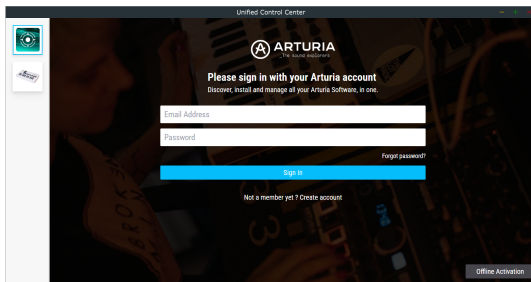 Unified Control Center
ARTURIA
The sound explorers
Please sign in with your Arturia account
Discover, install and manage all your Arturia Software, in one.
Email Address
Password
Forgot password?
Sign in
Not a member yet ? Create account
Offline Activation